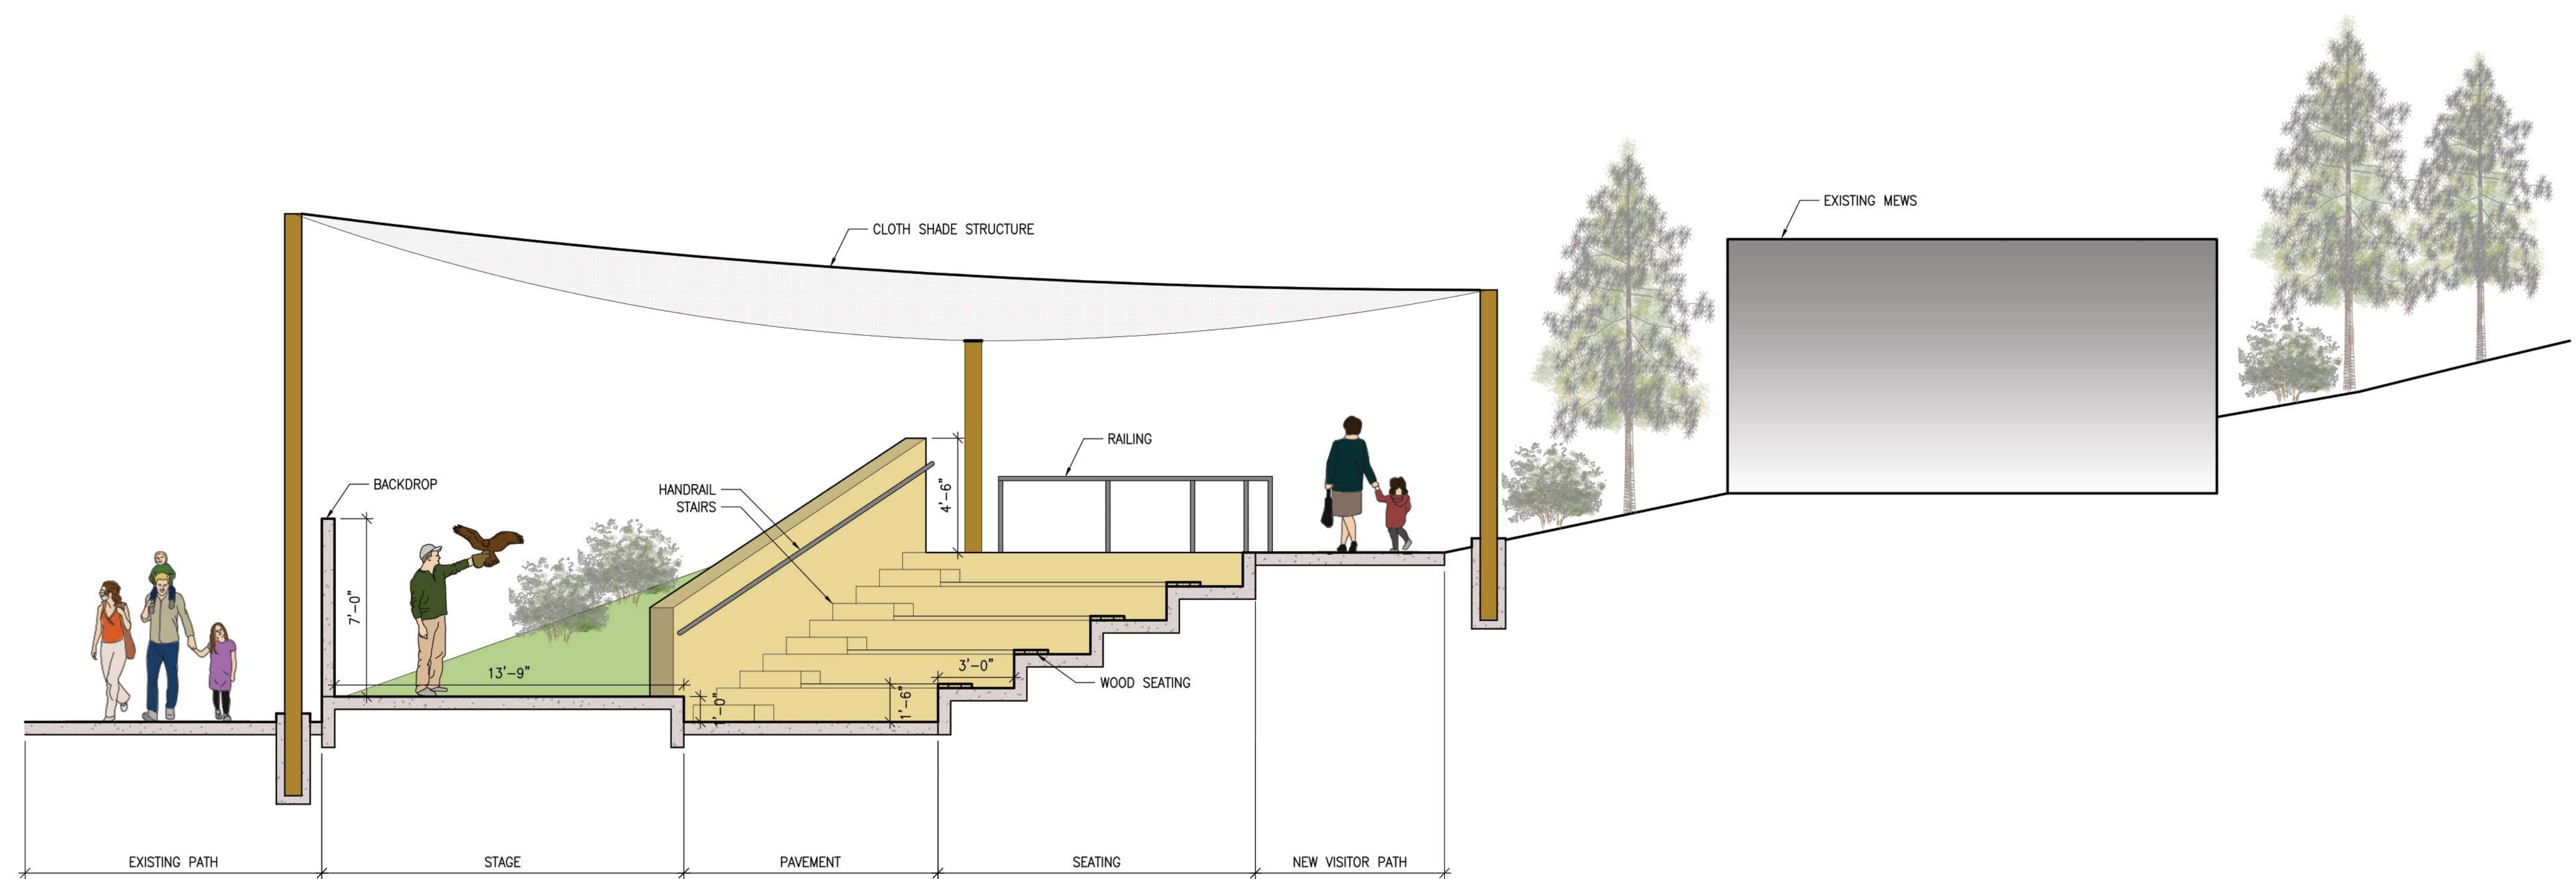 EXISTING MEWS
CLOTH SHADE STRUCTURE
RAILING
BACKDROP
HANDRAIL
STAIRS
4'-6"
7'-0"
13'-9"
3'-0"
WOOD SEATING
1'-0"
1'-6"
EXISTING PATH
STAGE
PAVEMENT
SEATING
NEW VISITOR PATH